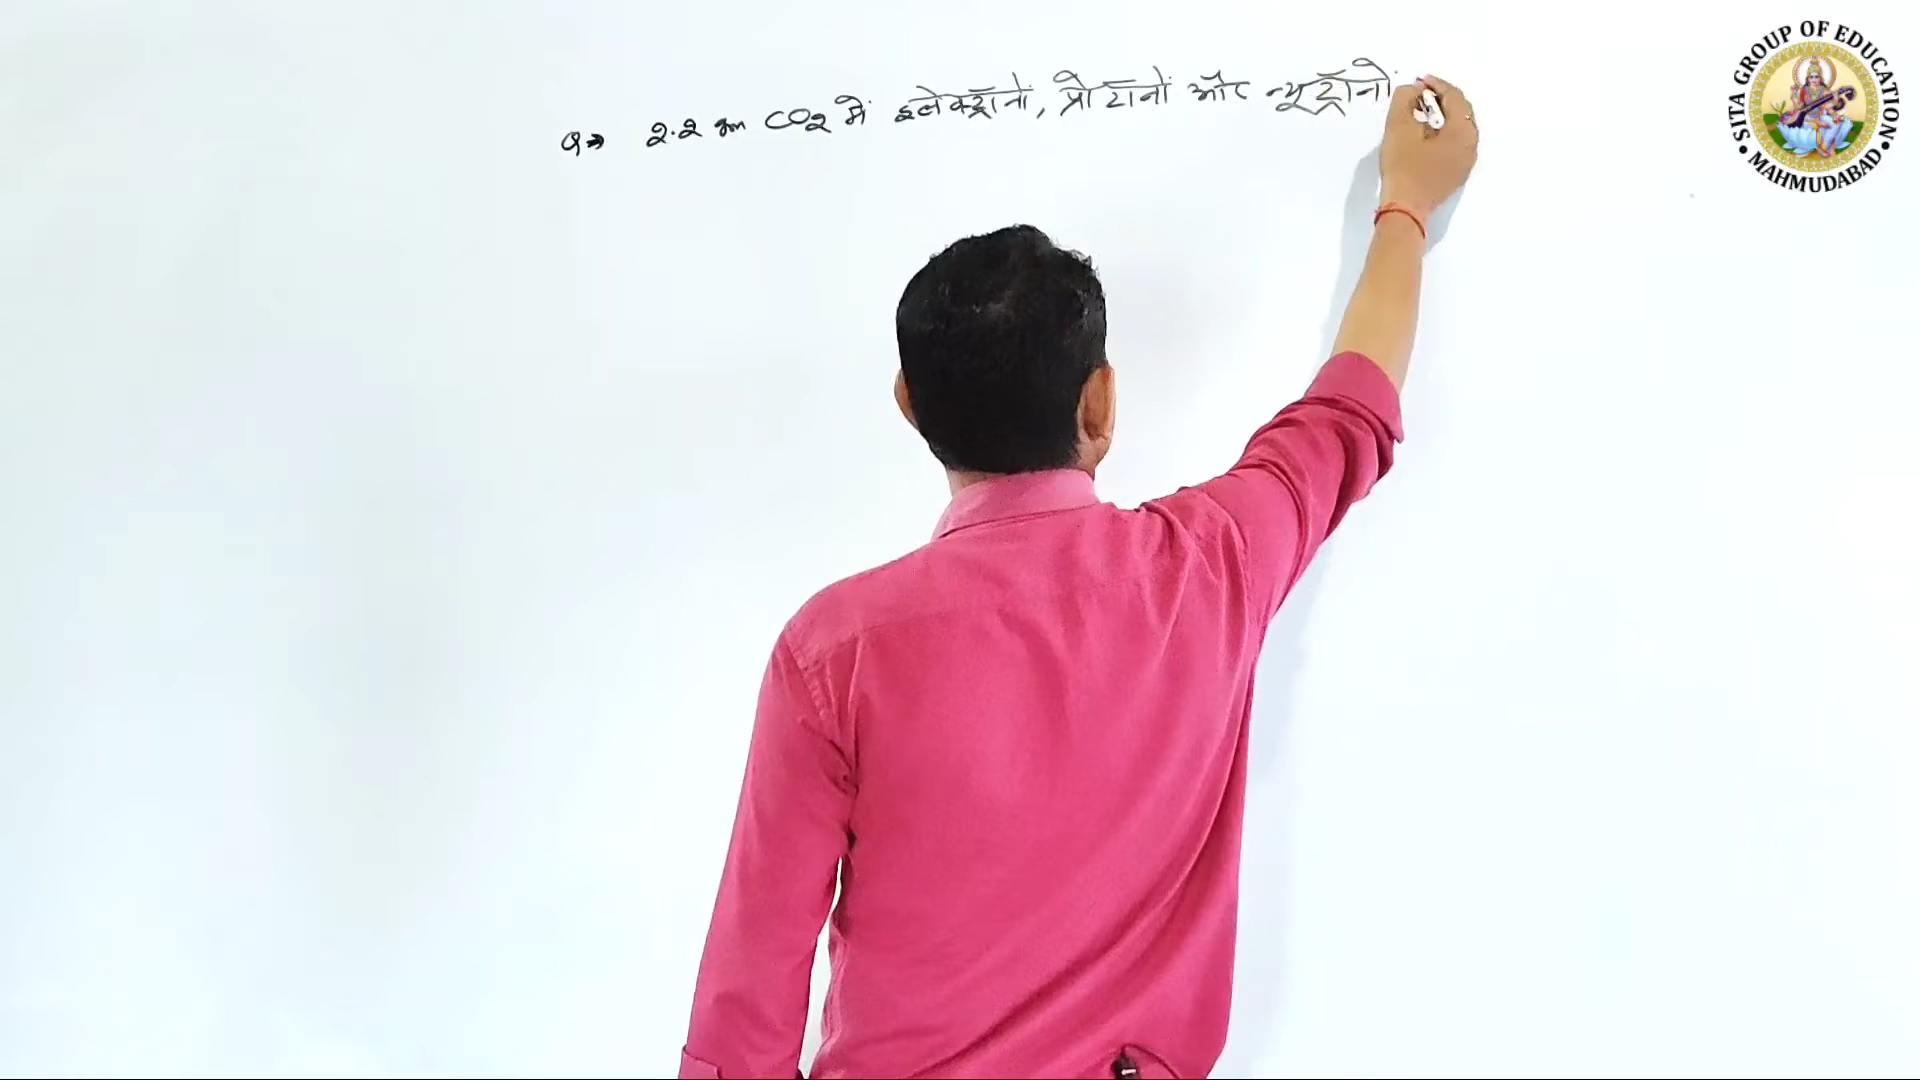 Q→ 2.2 gm CO2 में इलेक्ट्रॉनों, प्रोटॉनों और न्यूट्रॉनों
SITA GROUP OF EDUCATION
• MAHMUDABAD •